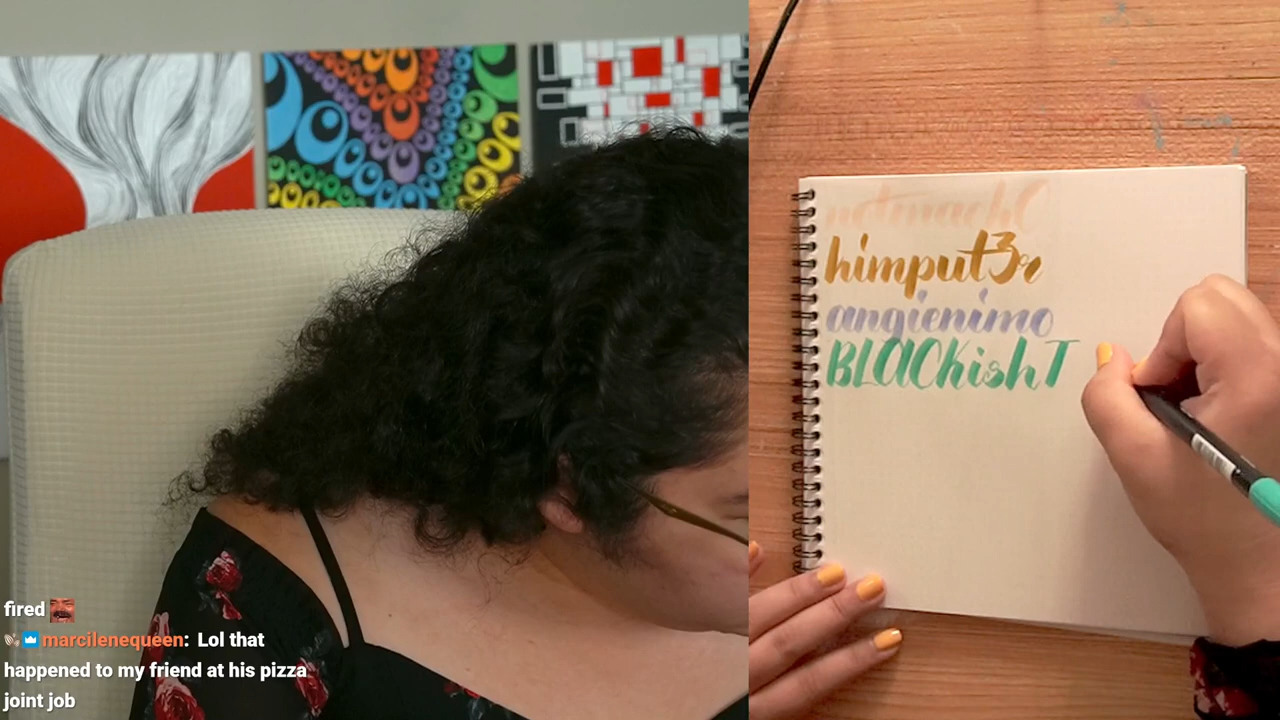 fired
marcilenequeen: Lol that
happened to my friend at his pizza
joint job
himput3r
angienimo
BLACKishT